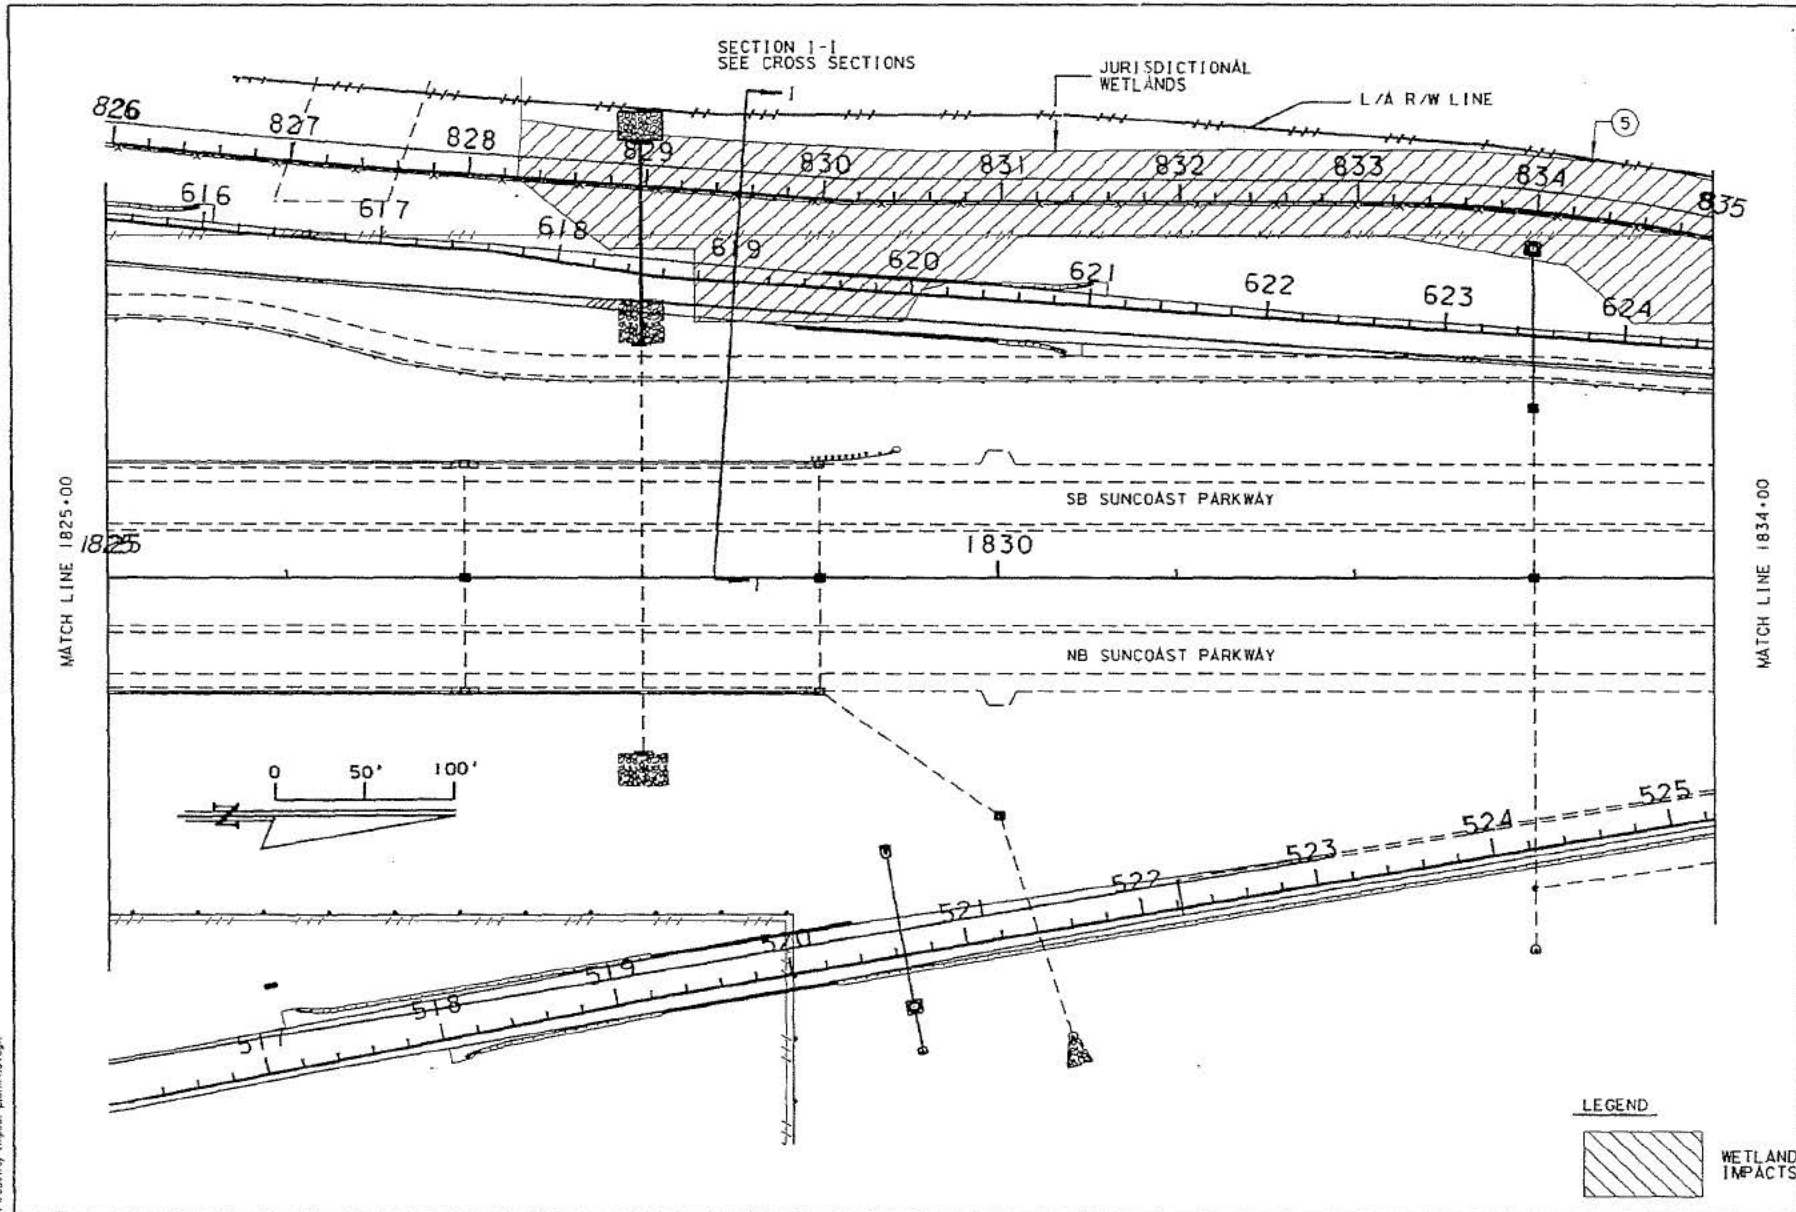 SECTION I-I
SEE CROSS SECTIONS
I
JURISDICTIONAL
WETLANDS
L/A R/W LINE
5
826
827
828
829
830
831
832
833
834
835
616
617
618
619
620
621
622
623
624
MATCH LINE 1825+00
MATCH LINE 1834+00
SB SUNCOAST PARKWAY
1825
1830
I
NB SUNCOAST PARKWAY
0 50' 100'
N
517
518
519
520
521
522
523
524
525
LEGEND
WETLAND
IMPACTS